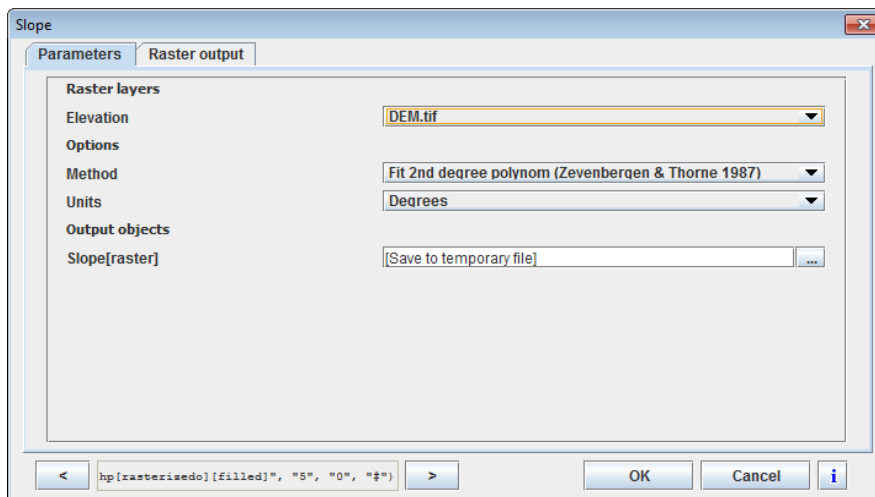 Slope
Parameters Raster output
Raster layers
Elevation DEM.tif
Options
Method Fit 2nd degree polynom (Zevenbergen & Thorne 1987)
Units Degrees
Output objects
Slope[raster] [Save to temporary file] ...
< hp[rasterizedo][filled]", "5", "0", "#") > OK Cancel i